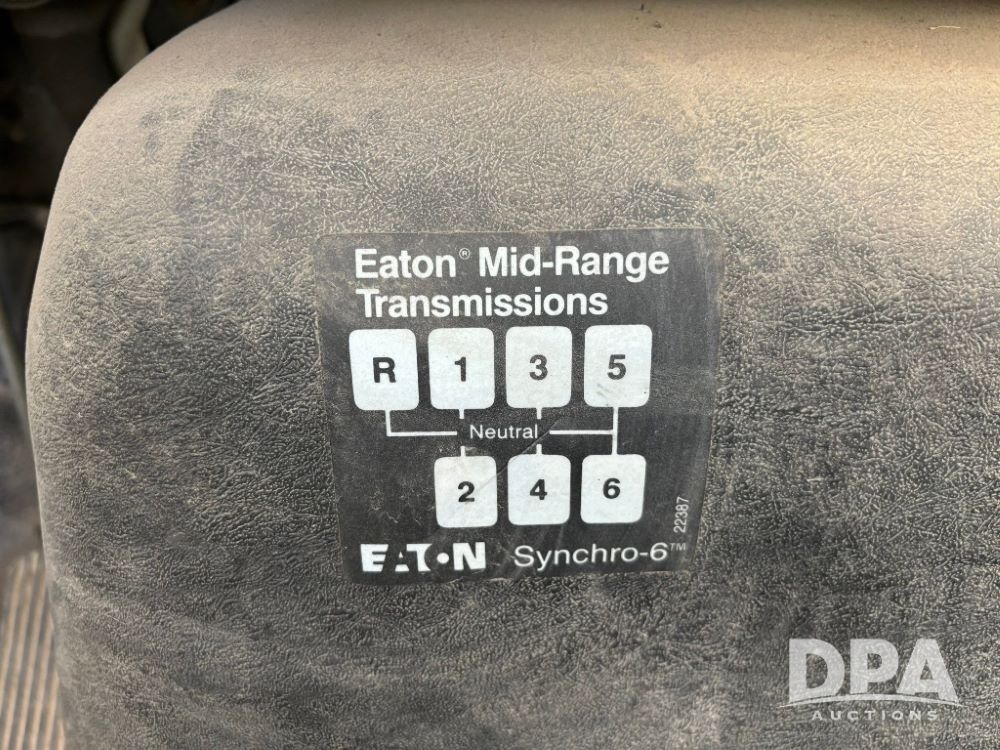 Eaton® Mid-Range
Transmissions
R 1 3 5
Neutral
2 4 6
22387
EATON Synchro-6™
DPA
AUCTIONS